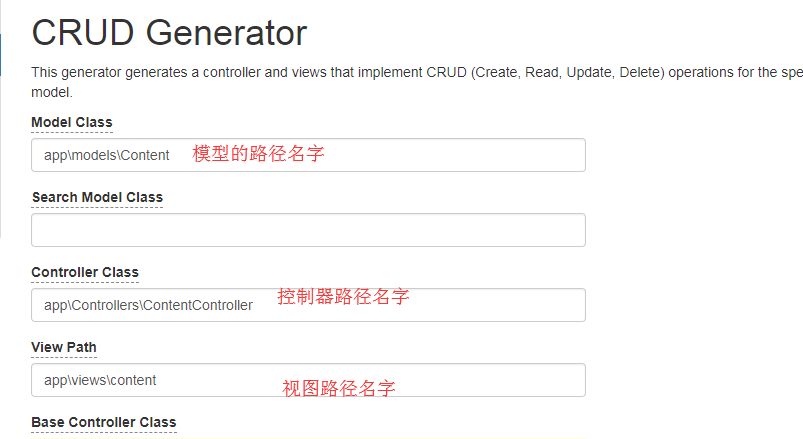 CRUD Generator
This generator generates a controller and views that implement CRUD (Create, Read, Update, Delete) operations for the spe
model.
Model Class
app\models\Content 模型的路径名字
Search Model Class
Controller Class
app\Controllers\ContentController 控制器路径名字
View Path
app\views\content 视图路径名字
Base Controller Class